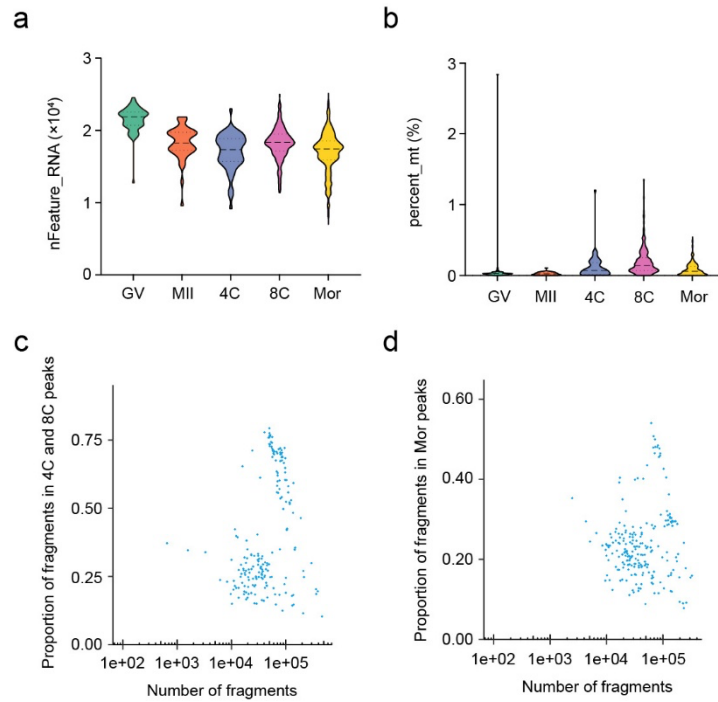 a
nFeature_RNA (×10⁴)
3
2
1
0
GV MII 4C 8C Mor
b
percent_mt (%)
3
2
1
0
GV MII 4C 8C Mor
c
Proportion of fragments in 4C and 8C peaks
0.75
0.50
0.25
0.00
1e+02 1e+03 1e+04 1e+05
Number of fragments
d
Proportion of fragments in Mor peaks
0.60
0.40
0.20
0.00
1e+02 1e+03 1e+04 1e+05
Number of fragments